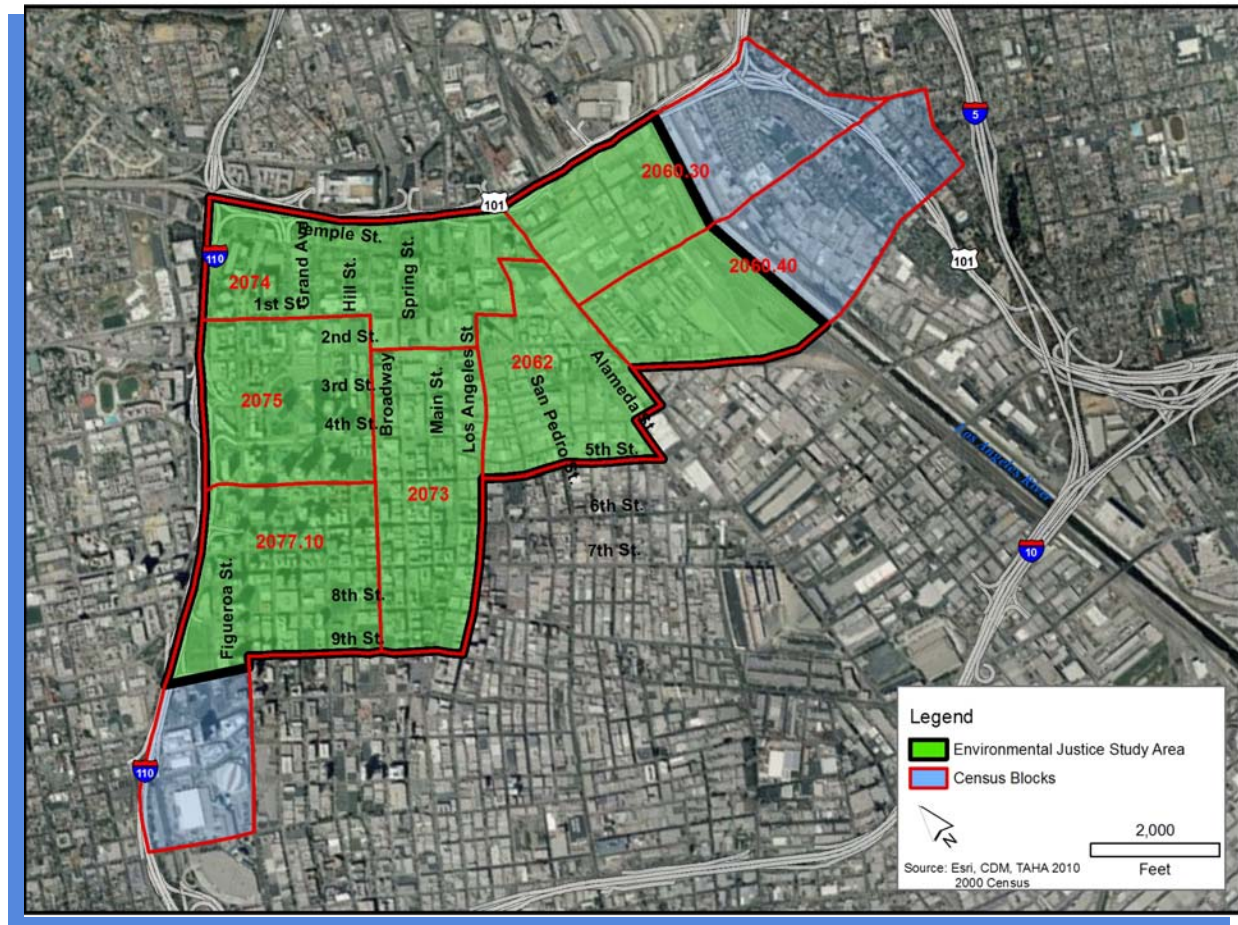 5
2060.30
101
Temple St.
Grand Ave
110
2074
Hill St.
Spring St.
1st St.
2060.40
101
2nd St.
Los Angeles St
Broadway
2062
Alameda St.
3rd St.
2075
Main St.
San Pedro St.
4th St.
5th St.
Los Angeles River
2073
6th St.
2077.10
7th St.
10
Figueroa St.
8th St.
9th St.
110
Legend
Environmental Justice Study Area
Census Blocks
N
2,000
Feet
Source: Esri, CDM, TAHA 2010
2000 Census